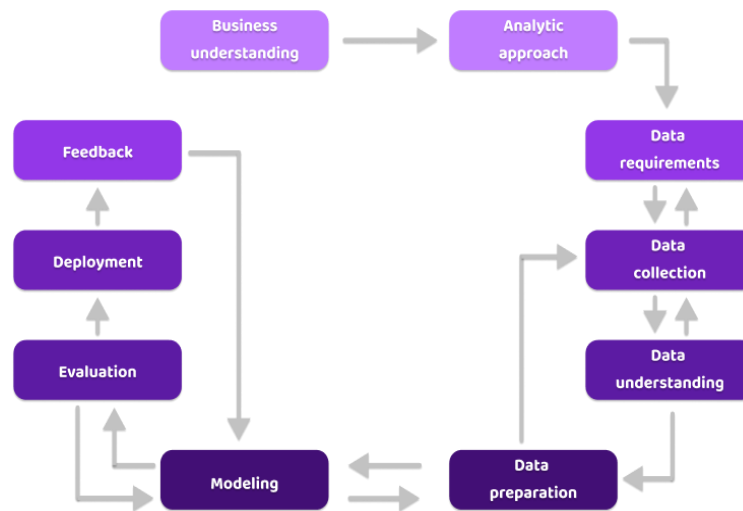 Business
understanding
Analytic
approach
Data
requirements
Feedback
Data
collection
Deployment
Data
understanding
Evaluation
Data
preparation
Modeling